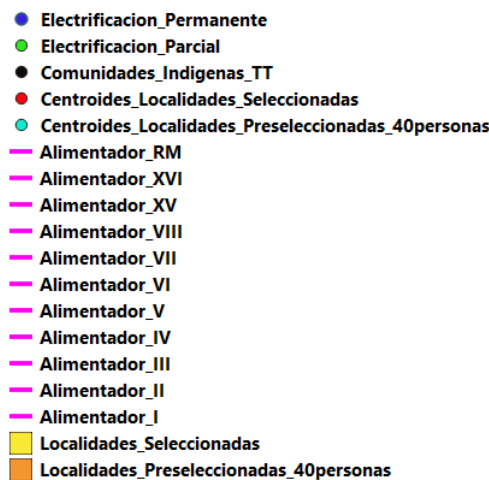 Electrificacion_Permanente
Electrificacion_Parcial
Comunidades_Indigenas_TT
Centroides_Localidades_Seleccionadas
Centroides_Localidades_Preseleccionadas_40personas
Alimentador_RM
Alimentador_XVI
Alimentador_XV
Alimentador_VIII
Alimentador_VII
Alimentador_VI
Alimentador_V
Alimentador_IV
Alimentador_III
Alimentador_II
Alimentador_I
Localidades_Seleccionadas
Localidades_Preseleccionadas_40personas